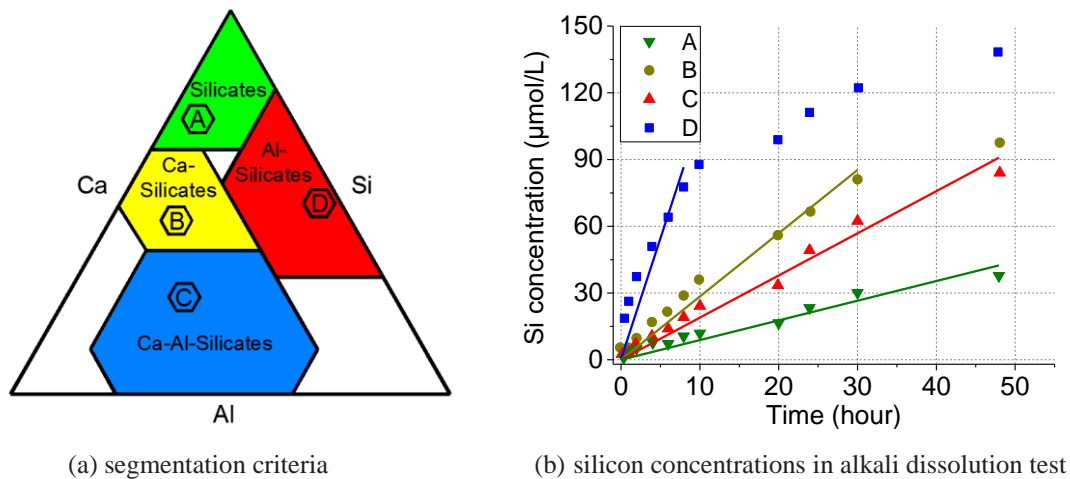 Silicates
A
Ca-
Silicates
B
Al-
Silicates
D
C
Ca-Al-Silicates
Ca
Si
Al
(a) segmentation criteria
150
120
90
60
30
0
Si concentration (μmol/L)
A
B
C
D
0 10 20 30 40 50
Time (hour)
(b) silicon concentrations in alkali dissolution test